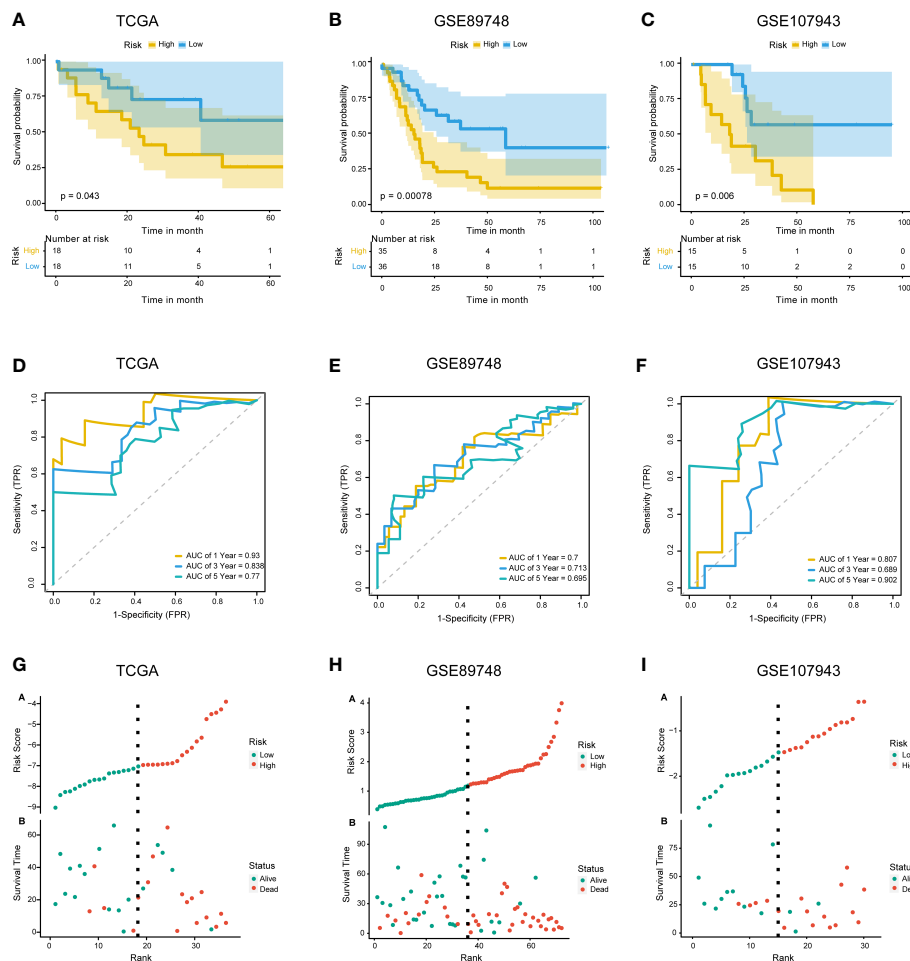 A TCGA
Risk High Low
Survival probability
1.00
0.75
0.50
0.25
0.00
p = 0.043
0 20 40 60
Time in month
Number at risk
Risk
High 18 10 4 1
Low 18 11 5 1
0 20 40 60
Time in month
B GSE89748
Risk High Low
Survival probability
1.00
0.75
0.50
0.25
0.00
p = 0.00078
0 25 50 75 100
Time in month
Number at risk
Risk
High 35 8 4 1 1
Low 36 18 8 1 1
0 25 50 75 100
Time in month
C GSE107943
Risk High Low
Survival probability
1.00
0.75
0.50
0.25
0.00
p = 0.006
0 25 50 75 100
Time in month
Number at risk
Risk
High 15 5 1 0 0
Low 15 10 2 2 0
0 25 50 75 100
Time in month
D TCGA
Sensitivity (TPR)
1.0
0.8
0.6
0.4
0.2
0.0
AUC of 1 Year = 0.93
AUC of 3 Year = 0.838
AUC of 5 Year = 0.77
0.0 0.2 0.4 0.6 0.8 1.0
1-Specificity (FPR)
E GSE89748
Sensitivity (TPR)
1.0
0.8
0.6
0.4
0.2
0.0
AUC of 1 Year = 0.7
AUC of 3 Year = 0.713
AUC of 5 Year = 0.695
0.0 0.2 0.4 0.6 0.8 1.0
1-Specificity (FPR)
F GSE107943
Sensitivity (TPR)
1.0
0.8
0.6
0.4
0.2
0.0
AUC of 1 Year = 0.807
AUC of 3 Year = 0.689
AUC of 5 Year = 0.902
0.0 0.2 0.4 0.6 0.8 1.0
1-Specificity (FPR)
G TCGA
A
Risk Score
−4
−5
−6
−7
−8
−9
Risk
Low
High
B
Survival Time
60
40
20
0
Status
Alive
Dead
0 10 20 30
Rank
H GSE89748
A
Risk Score
4
3
2
1
Risk
Low
High
B
Survival Time
90
60
30
0
Status
Alive
Dead
0 20 40 60
Rank
I GSE107943
A
Risk Score
−1
−2
Risk
Lo
Hi
B
Survival Time
75
50
25
0
Status
Ali
Dea
0 10 20 30
Rank